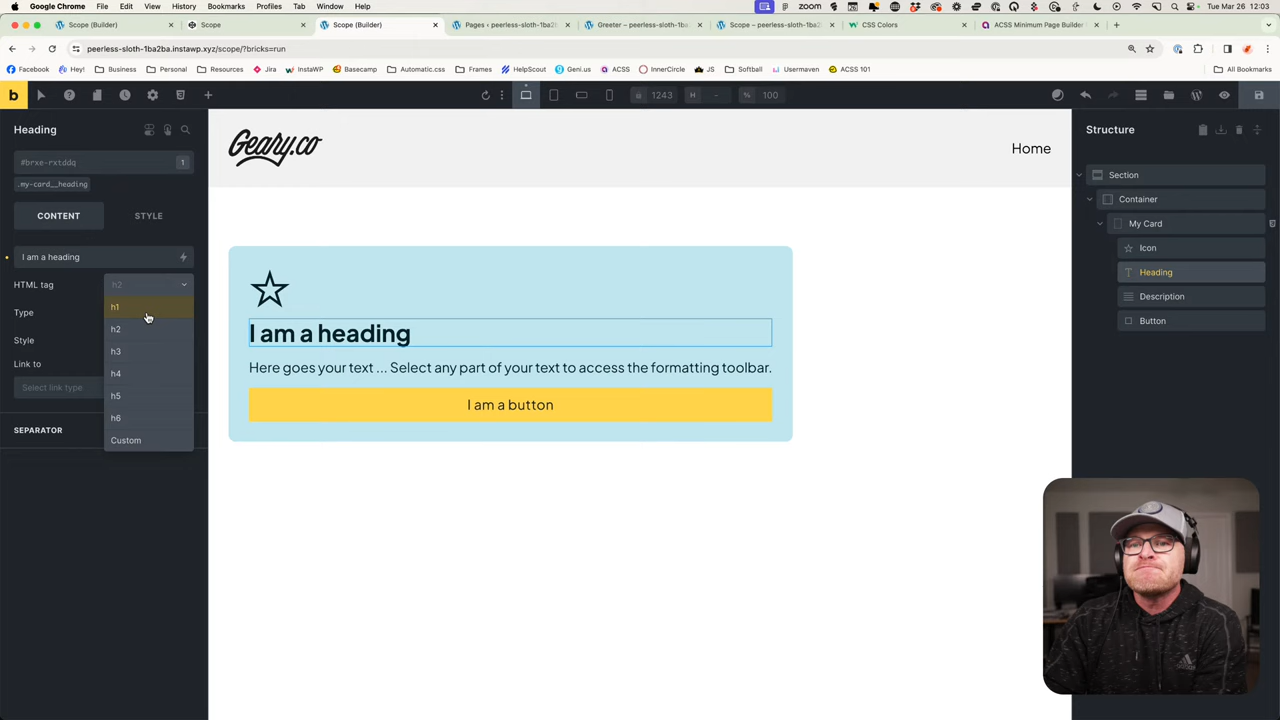 Google Chrome File Edit View History Bookmarks Profiles Tab Window Help zoom Tue Mar 26 12:03
Scope (Builder) Scope Scope (Builder) Pages ‹ peerless-sloth-1ba2b Greeter – peerless-sloth-1ba Scope – peerless-sloth-1ba2 CSS Colors ACSS Minimum Page Builder
peerless-sloth-1ba2ba.instawp.xyz/scope/?bricks=run
Facebook Hey! Business Personal Resources Jira InstaWP Basecamp Automatic.css Frames HelpScout Geni.us ACSS InnerCircle JS Softball Usermaven ACSS 101 All Bookmarks
b 1243 H - % 100
Heading
#brxe-rxtddq 1
.my-card__heading
CONTENT STYLE
I am a heading
HTML tag h2
h1
Type
h2
Style
h3
Link to
h4
Select link type
h5
h6
SEPARATOR
Custom
Geary.co Home
I am a heading
Here goes your text ... Select any part of your text to access the formatting toolbar.
I am a button
Structure
Section
Container
My Card
Icon
Heading
Description
Button